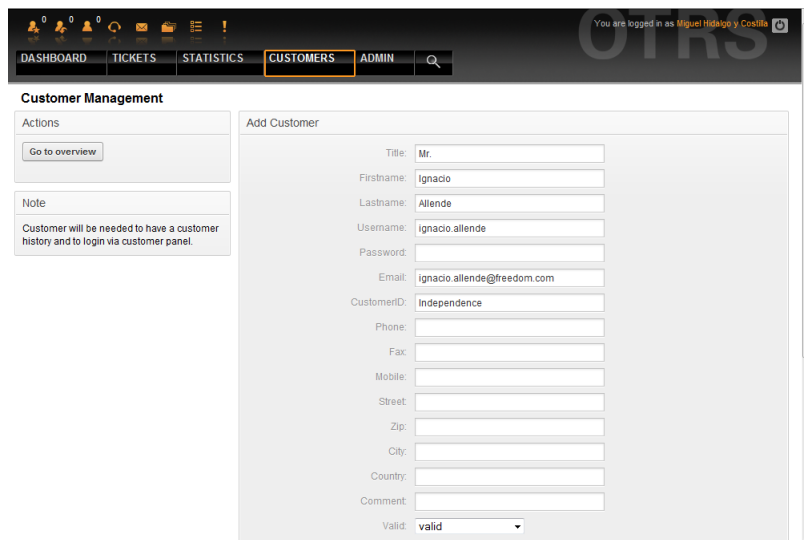 0 0 0
You are logged in as Miguel Hidalgo y Costilla
OTRS
DASHBOARD TICKETS STATISTICS CUSTOMERS ADMIN
Customer Management
Actions
Go to overview
Note
Customer will be needed to have a customer
history and to login via customer panel.
Add Customer
Title: Mr.
Firstname: Ignacio
Lastname: Allende
Username: ignacio.allende
Password:
Email: ignacio.allende@freedom.com
CustomerID: Independence
Phone:
Fax:
Mobile:
Street:
Zip:
City:
Country:
Comment:
Valid: valid